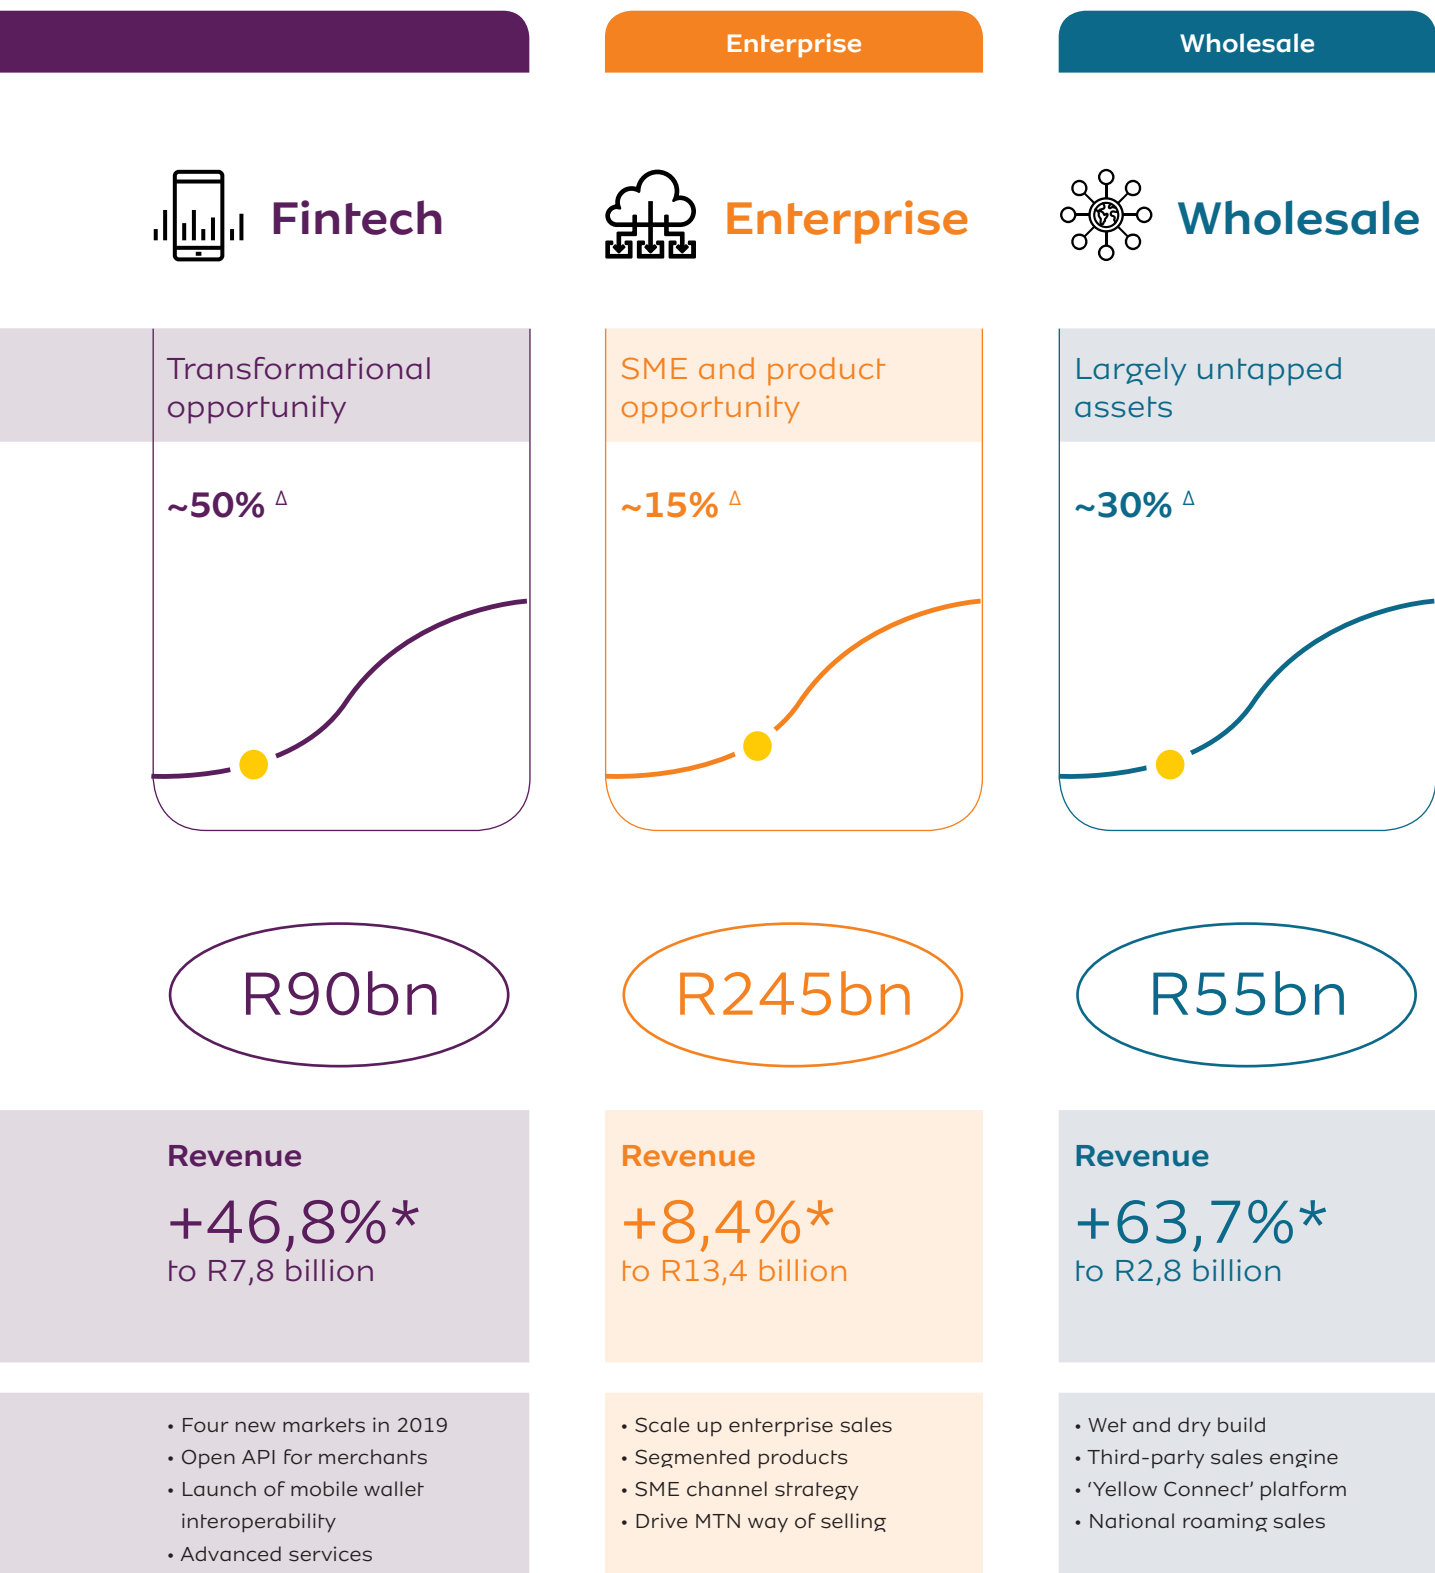 Enterprise
Wholesale
Fintech
Enterprise
Wholesale
Transformational
opportunity
SME and product
opportunity
Largely untapped
assets
~50% Δ
~15% Δ
~30% Δ
R90bn
R245bn
R55bn
Revenue
+46,8%*
to R7,8 billion
Revenue
+8,4%*
to R13,4 billion
Revenue
+63,7%*
to R2,8 billion
• Four new markets in 2019
• Open API for merchants
• Launch of mobile wallet
interoperability
• Advanced services
• Scale up enterprise sales
• Segmented products
• SME channel strategy
• Drive MTN way of selling
• Wet and dry build
• Third-party sales engine
• ‘Yellow Connect’ platform
• National roaming sales